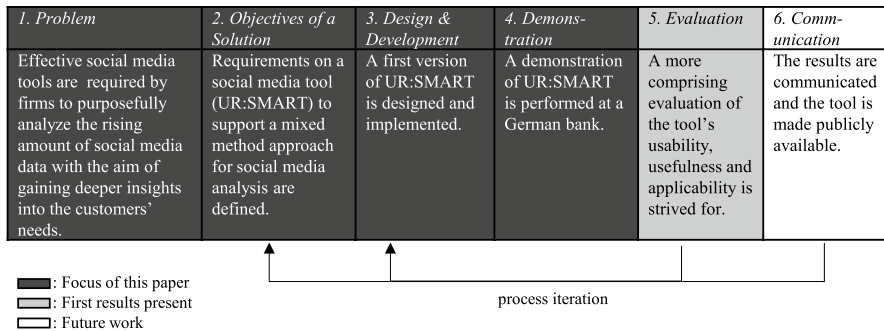 1. Problem
2. Objectives of a
Solution
3. Design &
Development
4. Demons-
tration
5. Evaluation
6. Comm-
unication
Effective social media
tools are required by
firms to purposefully
analyze the rising
amount of social media
data with the aim of
gaining deeper insights
into the customers’
needs.
Requirements on a
social media tool
(UR:SMART) to
support a mixed
method approach
for social media
analysis are
defined.
A first version of
UR:SMART is
designed and
implemented.
A demonstration
of UR:SMART
is performed at a
German bank.
A more
comprising
evaluation of
the tool’s
usability,
usefulness and
applicability is
strived for.
The results are
communicated
and the tool is
made publicly
available.
: Focus of this paper
: First results present
: Future work
process iteration